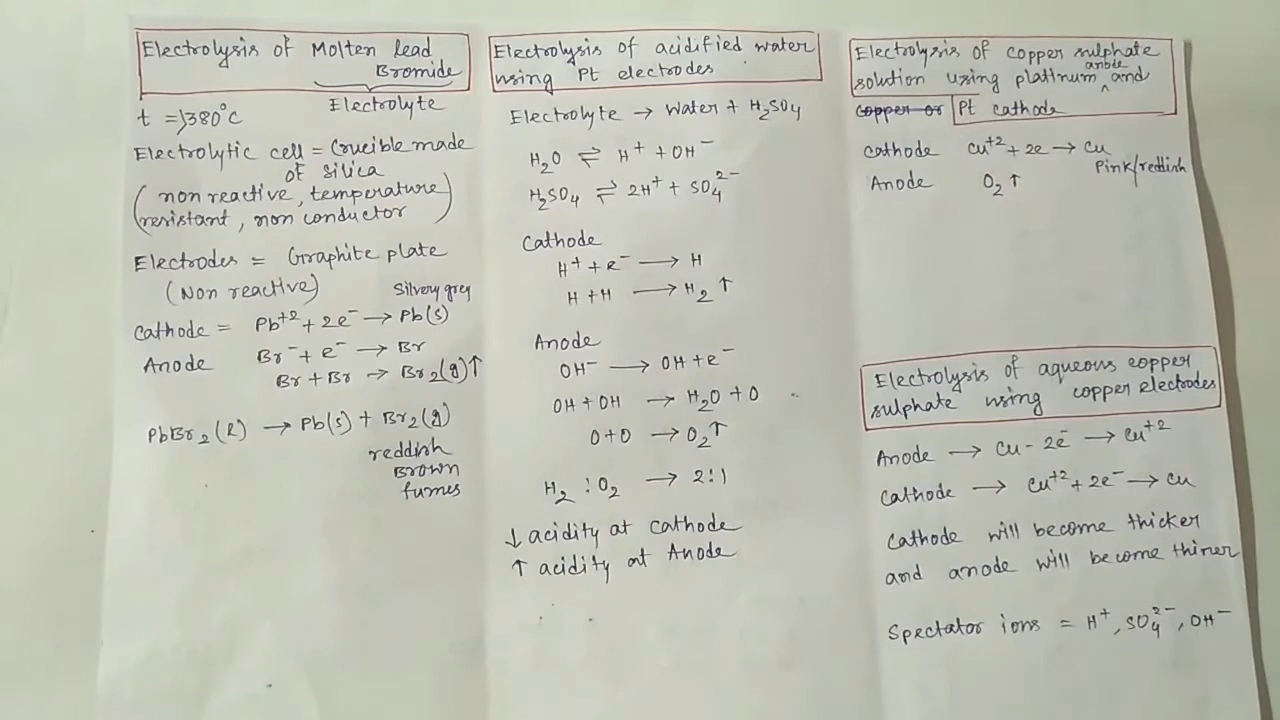 Electrolysis of Molten lead
Bromide
Electrolyte
t => 380°C
Electrolytic cell = Crucible made
of silica
(non reactive, temperature
resistant, non conductor)
Electrodes = Graphite plate
(Non reactive)
Silvery grey
Cathode = Pb⁺² + 2e⁻ → Pb(s)
Anode Br⁻ + e⁻ → Br
Br + Br → Br₂(g)↑
PbBr₂(l) → Pb(s) + Br₂(g)
reddish
Brown
fumes
Electrolysis of acidified water
using Pt electrodes
Electrolyte → Water + H₂SO₄
H₂O ⇌ H⁺ + OH⁻
H₂SO₄ ⇌ 2H⁺ + SO₄²⁻
Cathode
H⁺ + e⁻ → H
H + H → H₂↑
Anode
OH⁻ → OH + e⁻
OH + OH → H₂O + O
O + O → O₂↑
H₂ : O₂ → 2:1
↓ acidity at cathode
↑ acidity at Anode
Electrolysis of copper sulphate
solution using platinum anode and
copper or Pt cathode
Cathode Cu⁺² + 2e → Cu
Pink/reddish
Anode O₂↑
Electrolysis of aqueous copper
sulphate using copper electrodes
Anode → Cu - 2e⁻ → Cu⁺²
Cathode → Cu⁺² + 2e⁻ → Cu
Cathode will become thicker
and anode will become thiner
Spectator ions = H⁺, SO₄²⁻, OH⁻